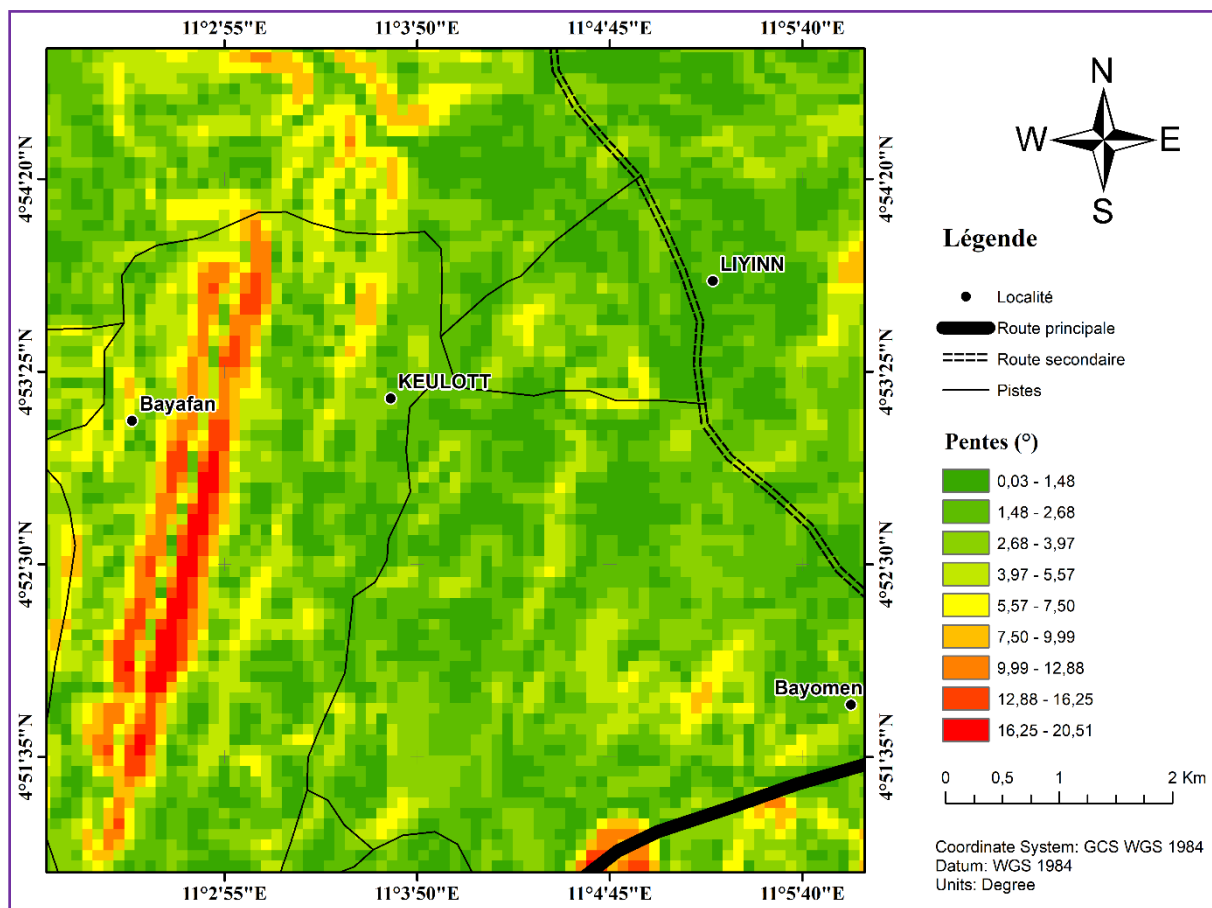 11°2'55"E 11°3'50"E 11°4'45"E 11°5'40"E
4°54'20"N
4°53'25"N
4°52'30"N
4°51'35"N
LIYINN
KEULOTT
Bayafan
Bayomen
4°54'20"N
4°53'25"N
4°52'30"N
4°51'35"N
11°2'55"E 11°3'50"E 11°4'45"E 11°5'40"E
N
W E
S
Légende
Localité
Route principale
Route secondaire
Pistes
Pentes (°)
0,03 - 1,48
1,48 - 2,68
2,68 - 3,97
3,97 - 5,57
5,57 - 7,50
7,50 - 9,99
9,99 - 12,88
12,88 - 16,25
16,25 - 20,51
0 0,5 1 2 Km
Coordinate System: GCS WGS 1984
Datum: WGS 1984
Units: Degree